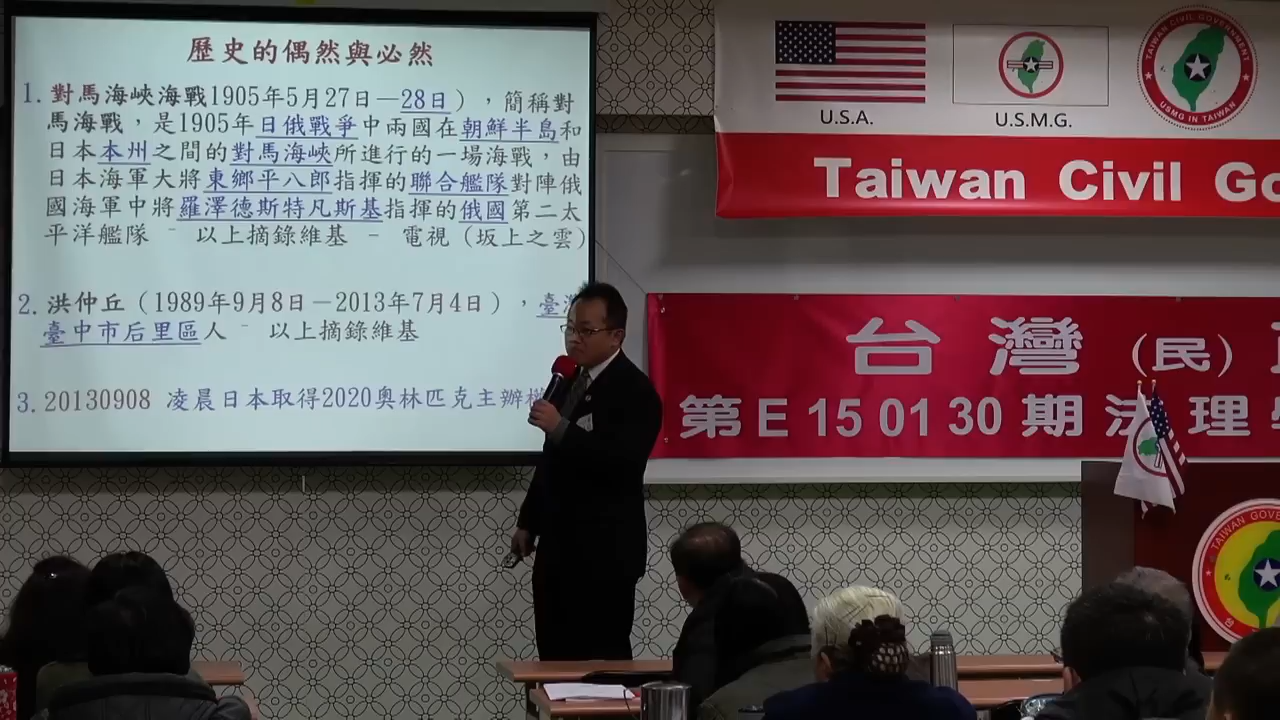 歷史的偶然與必然
1. 對馬海峽海戰1905年5月27日—28日），簡稱對
馬海戰，是1905年日俄戰爭中兩國在朝鮮半島和
日本本州之間的對馬海峽所進行的一場海戰，由
日本海軍大將東鄉平八郎指揮的聯合艦隊對陣俄
國海軍中將羅澤德斯特凡斯基指揮的俄國第二太
平洋艦隊 – 以上摘錄維基 – 電視（坂上之雲）
2. 洪仲丘（1989年9月8日－2013年7月4日），臺
臺中市后里區人 – 以上摘錄維基
3. 20130908 凌晨日本取得2020奧林匹克主辦權
U.S.A.
U.S.M.G.
TAIWAN CIVIL GOVERNMENT
USMG IN TAIWAN
Taiwan Civil Go
台灣（民）
第E 15 01 30 期法理學
TAIWAN GOVER
台